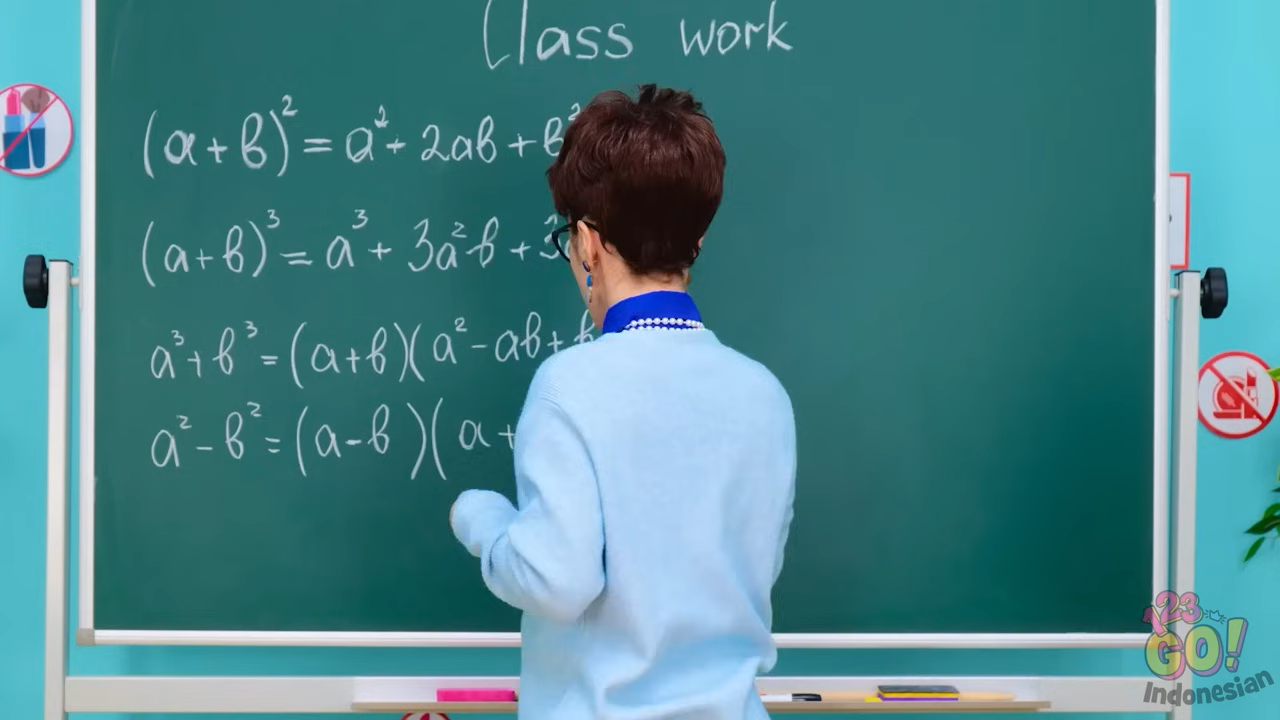 Class work
(a+b)² = a² + 2ab + b²
(a+b)³ = a³ + 3a²b + 3
a³+b³ = (a+b)(a² - ab + b
a² - b² = (a-b)(a+
123
GO!
Indonesian